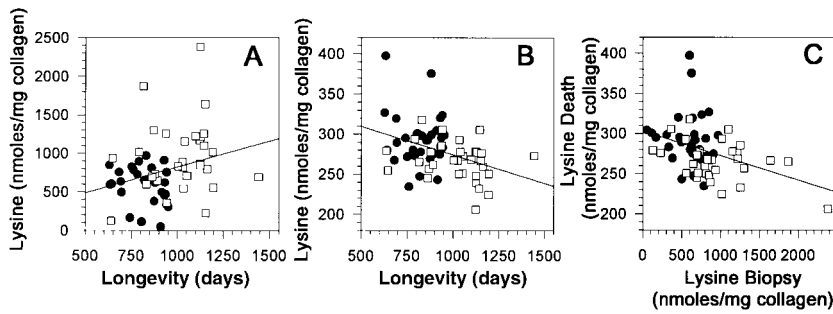 A
Lysine (nmoles/mg collagen)
2500
2000
1500
1000
500
0
500
750
1000
1250
1500
Longevity (days)
B
Lysine (nmoles/mg collagen)
400
350
300
250
200
500
750
1000
1250
1500
Longevity (days)
C
Lysine Death
(nmoles/mg collagen)
400
350
300
250
200
0
500
1000
1500
2000
Lysine Biopsy
(nmoles/mg collagen)